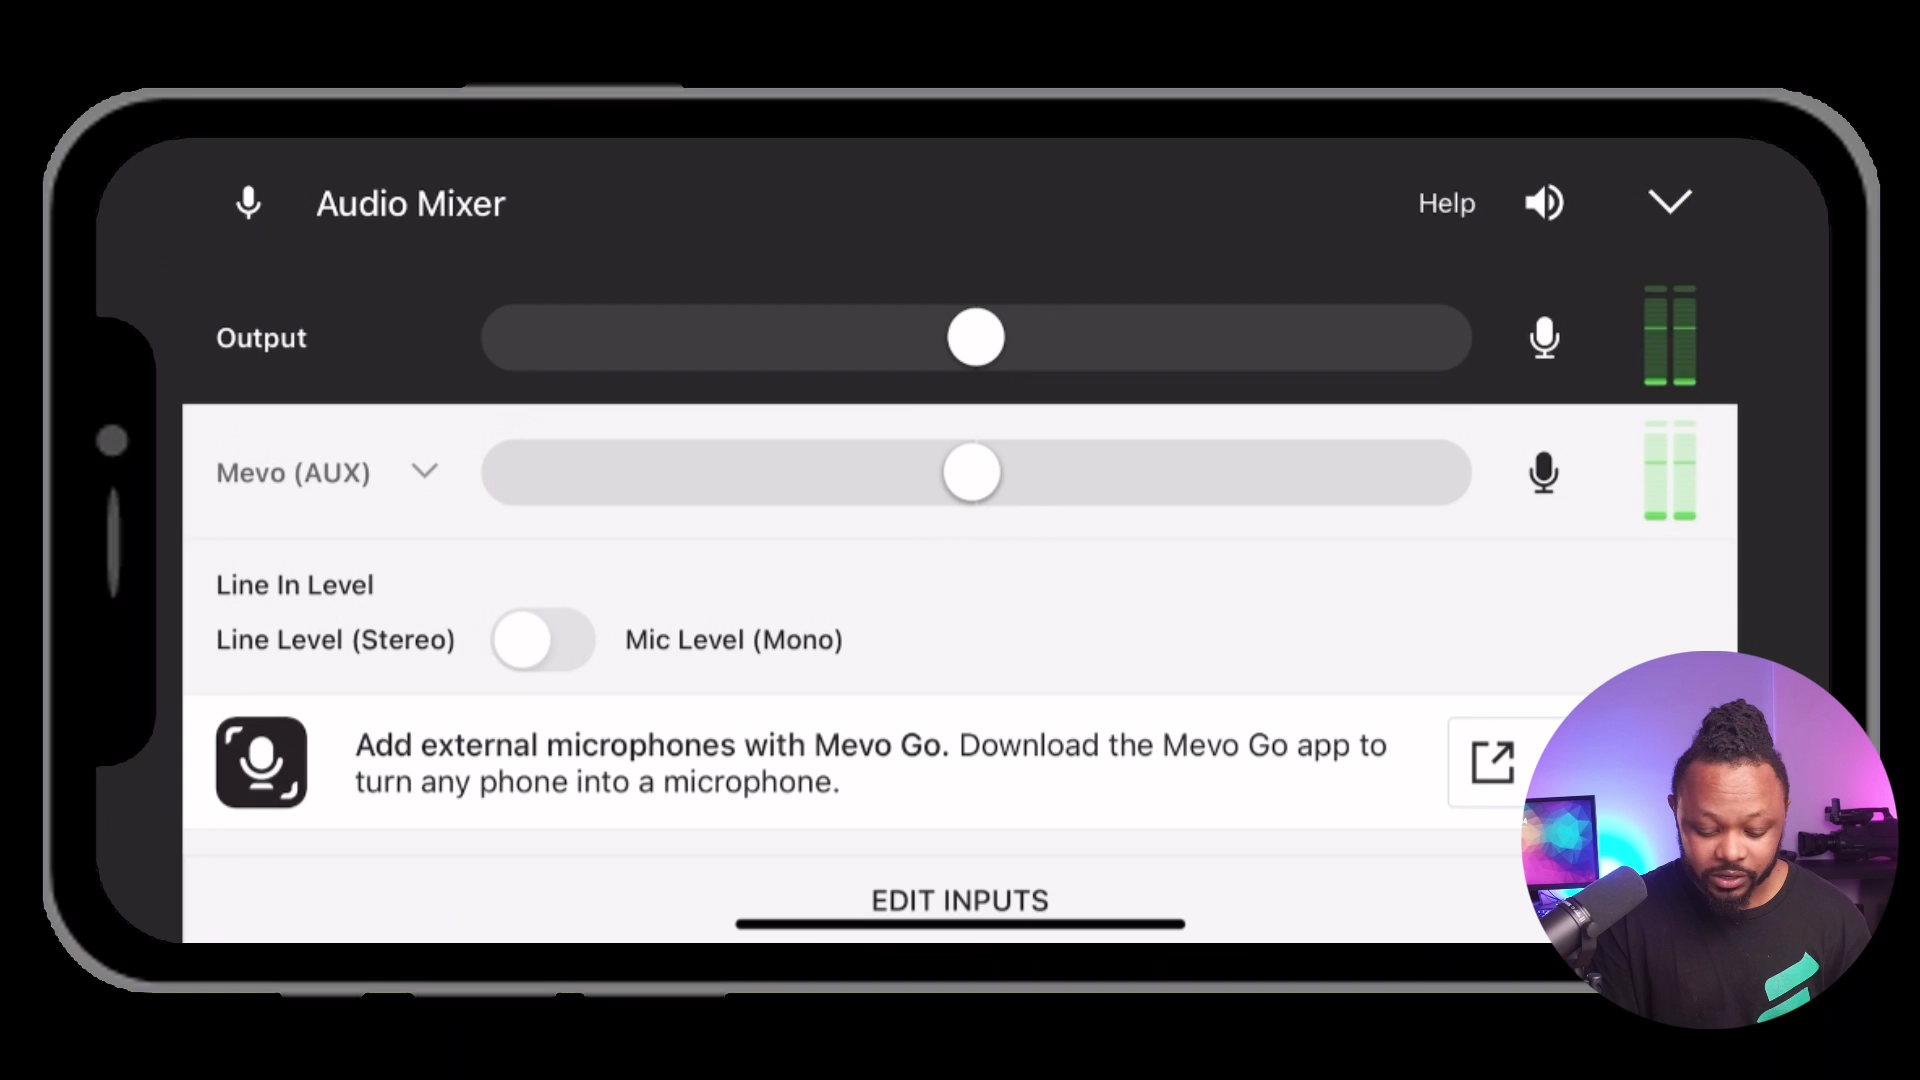 Audio Mixer
Help
Output
Mevo (AUX)
Line In Level
Line Level (Stereo)
Mic Level (Mono)
Add external microphones with Mevo Go. Download the Mevo Go app to
turn any phone into a microphone.
EDIT INPUTS